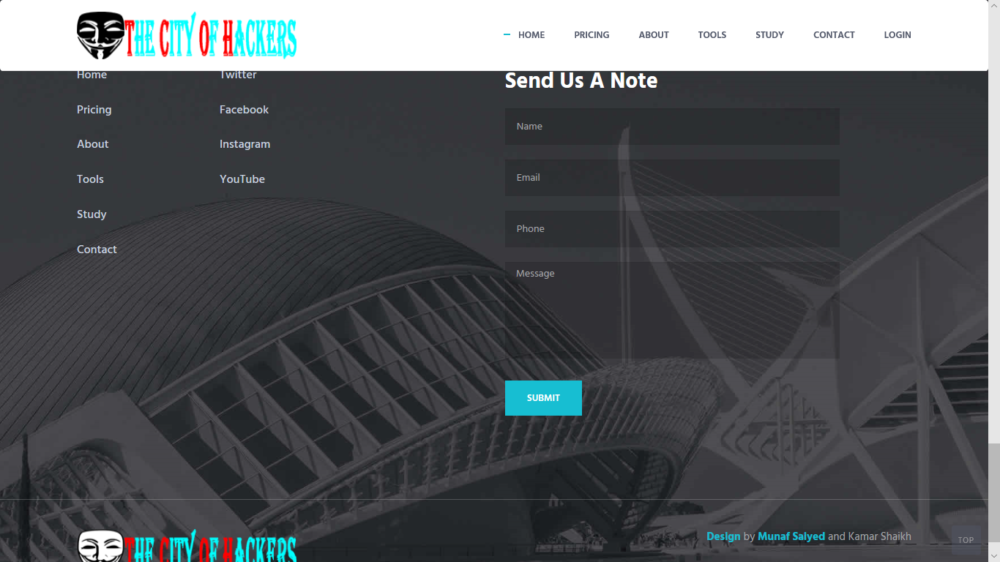 THE CITY OF HACKERS
HOME PRICING ABOUT TOOLS STUDY CONTACT LOGIN
Home
Pricing
About
Tools
Study
Contact
Twitter
Facebook
Instagram
YouTube
Send Us A Note
Name
Email
Phone
Message
SUBMIT
THE CITY OF HACKERS
Design by Munaf Saiyed and Kamar Shaikh
TOP